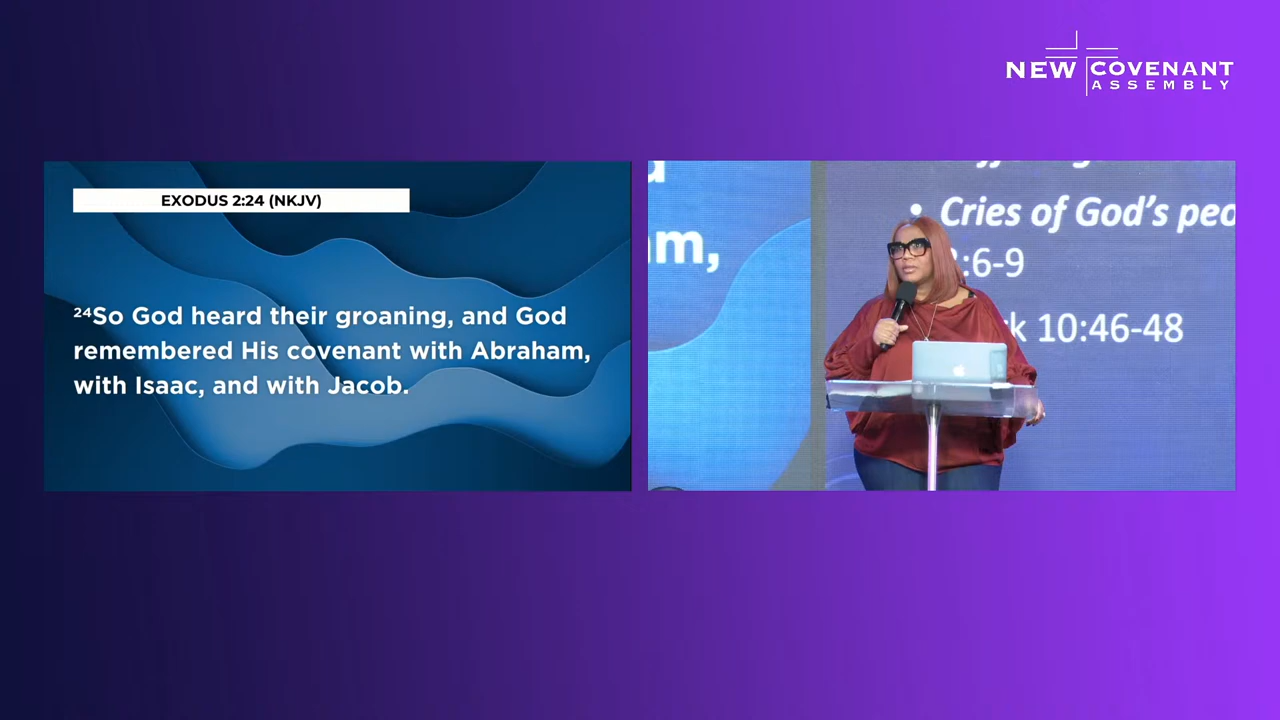 NEW COVENANT
ASSEMBLY
EXODUS 2:24 (NKJV)
²⁴So God heard their groaning, and God
remembered His covenant with Abraham,
with Isaac, and with Jacob.
• Cries of God's peo
:6-9
k 10:46-48
am,